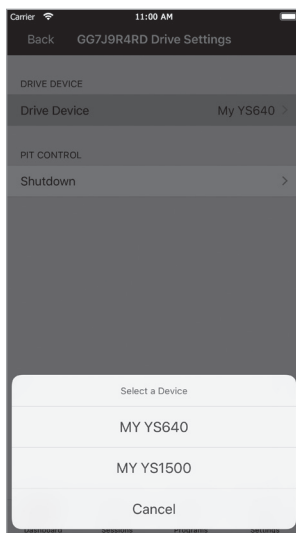 Carrier 11:00 AM
Back GG7J9R4RD Drive Settings
DRIVE DEVICE
Drive Device My YS640
PIT CONTROL
Shutdown
Select a Device
MY YS640
MY YS1500
Cancel
Dashboard Sessions Programs Settings